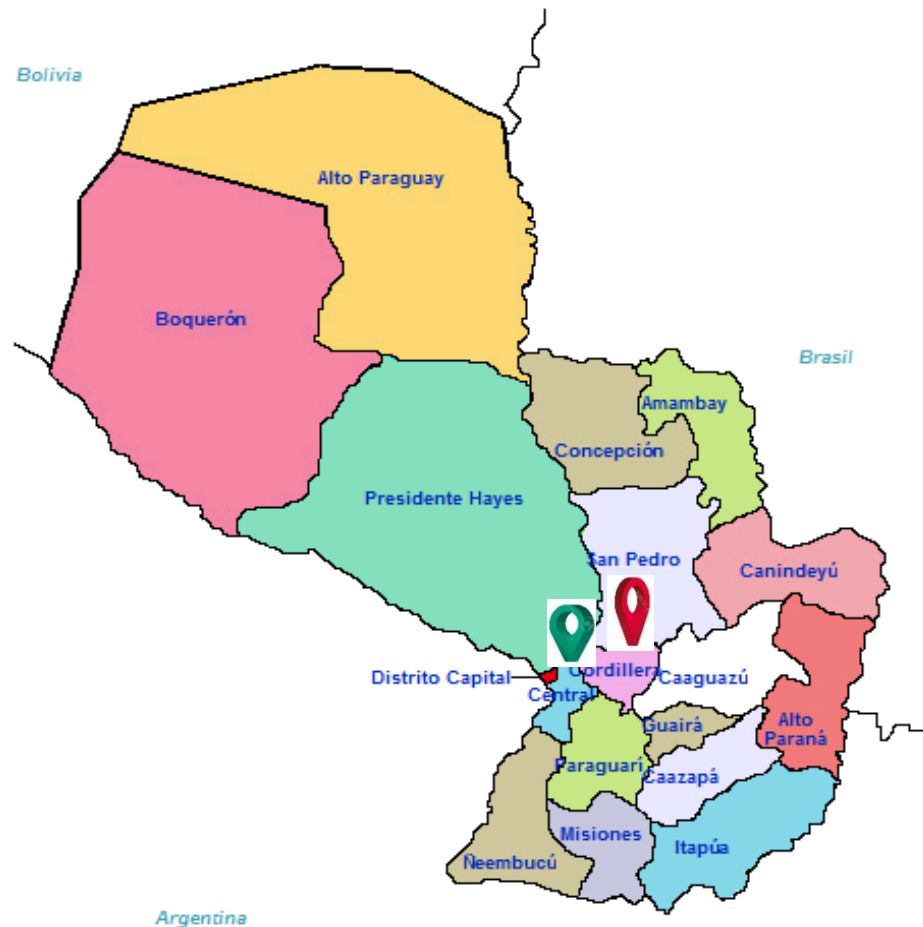 Bolivia
Alto Paraguay
Boquerón
Brasil
Amambay
Concepción
Presidente Hayes
San Pedro
Canindeyú
Cordillera
Distrito Capital
Caaguazú
Central
Guairá
Alto
Paraná
Paraguarí
Caazapá
Misiones
Itapúa
Ñeembucú
Argentina